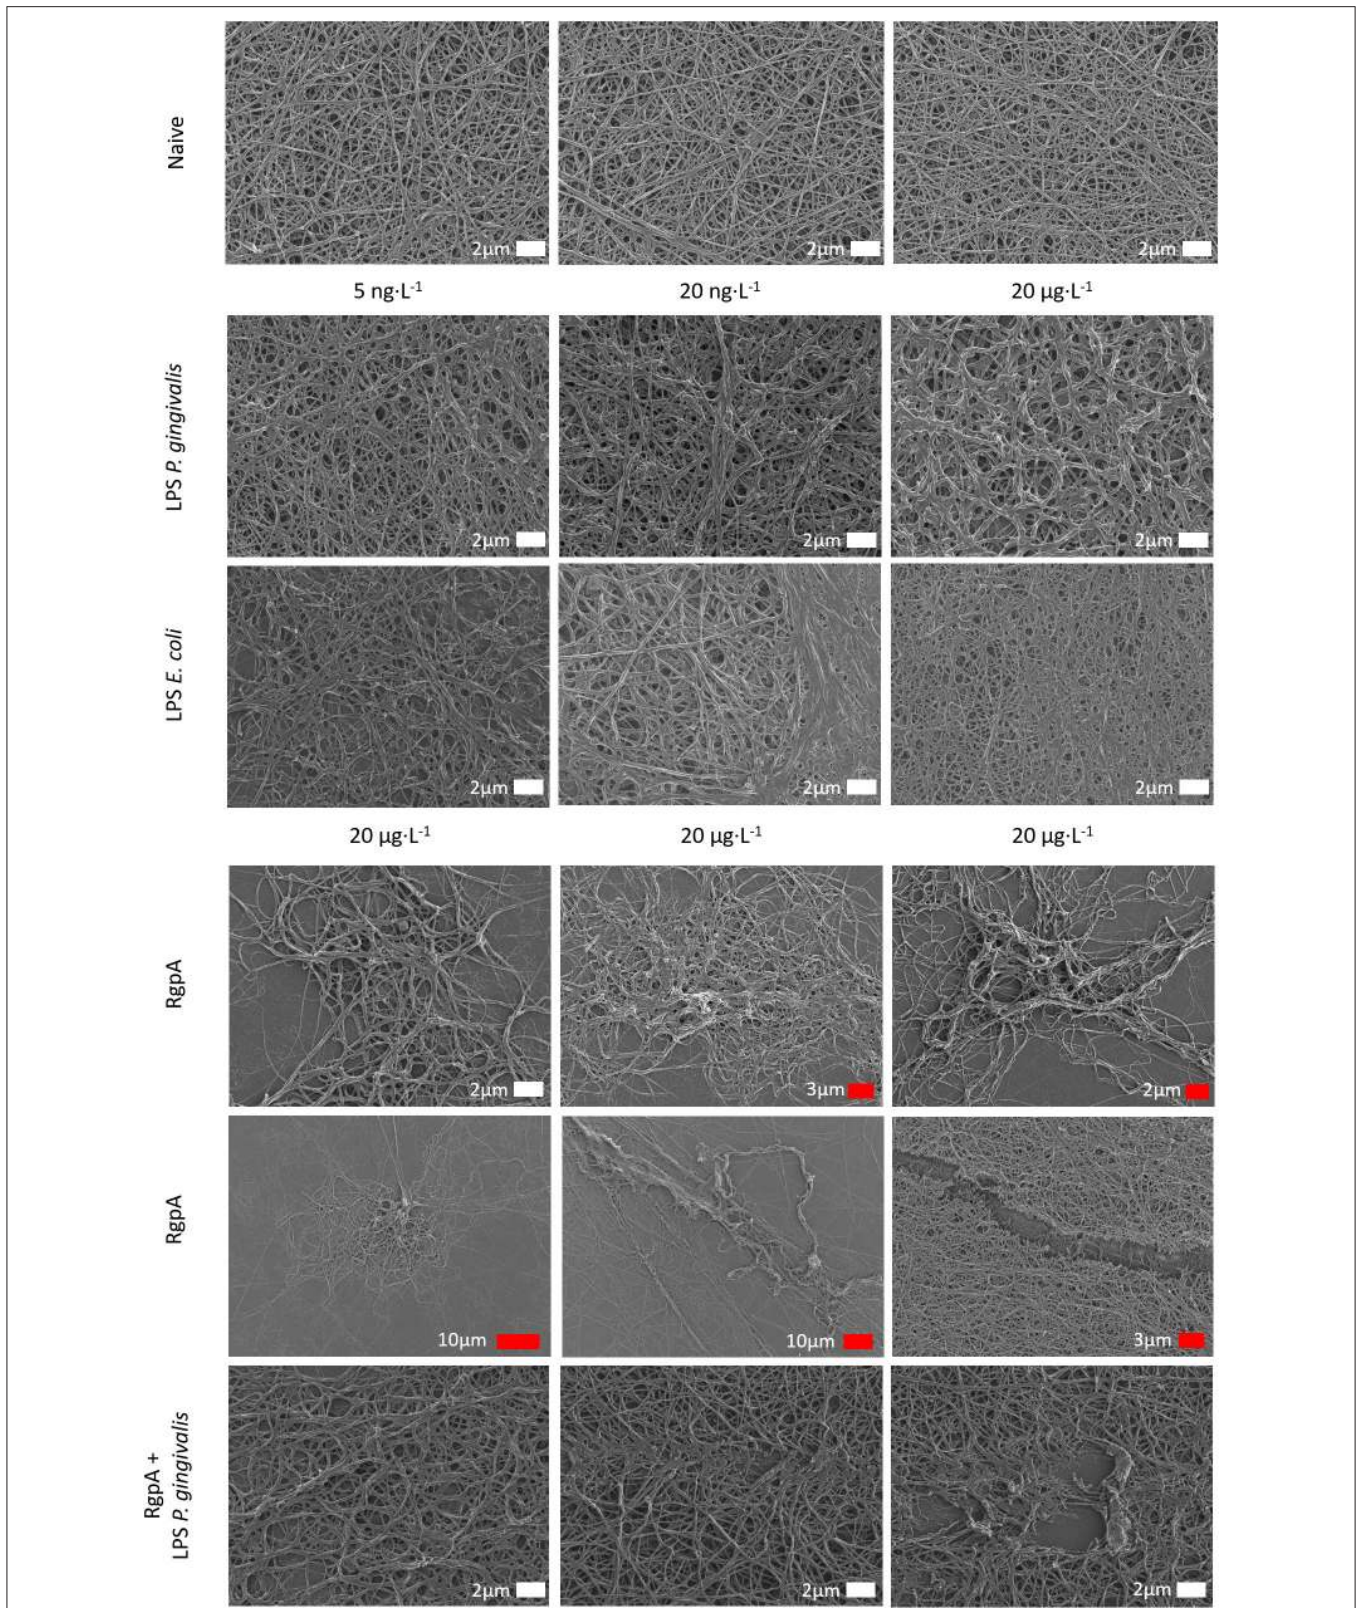 Naive
2µm 2µm 2µm
5 ng·L⁻¹ 20 ng·L⁻¹ 20 µg·L⁻¹
LPS P. gingivalis
2µm 2µm 2µm
LPS E. coli
2µm 2µm 2µm
20 µg·L⁻¹ 20 µg·L⁻¹ 20 µg·L⁻¹
RgpA
2µm 3µm 2µm
RgpA
10µm 10µm 3µm
RgpA +
LPS P. gingivalis
2µm 2µm 2µm